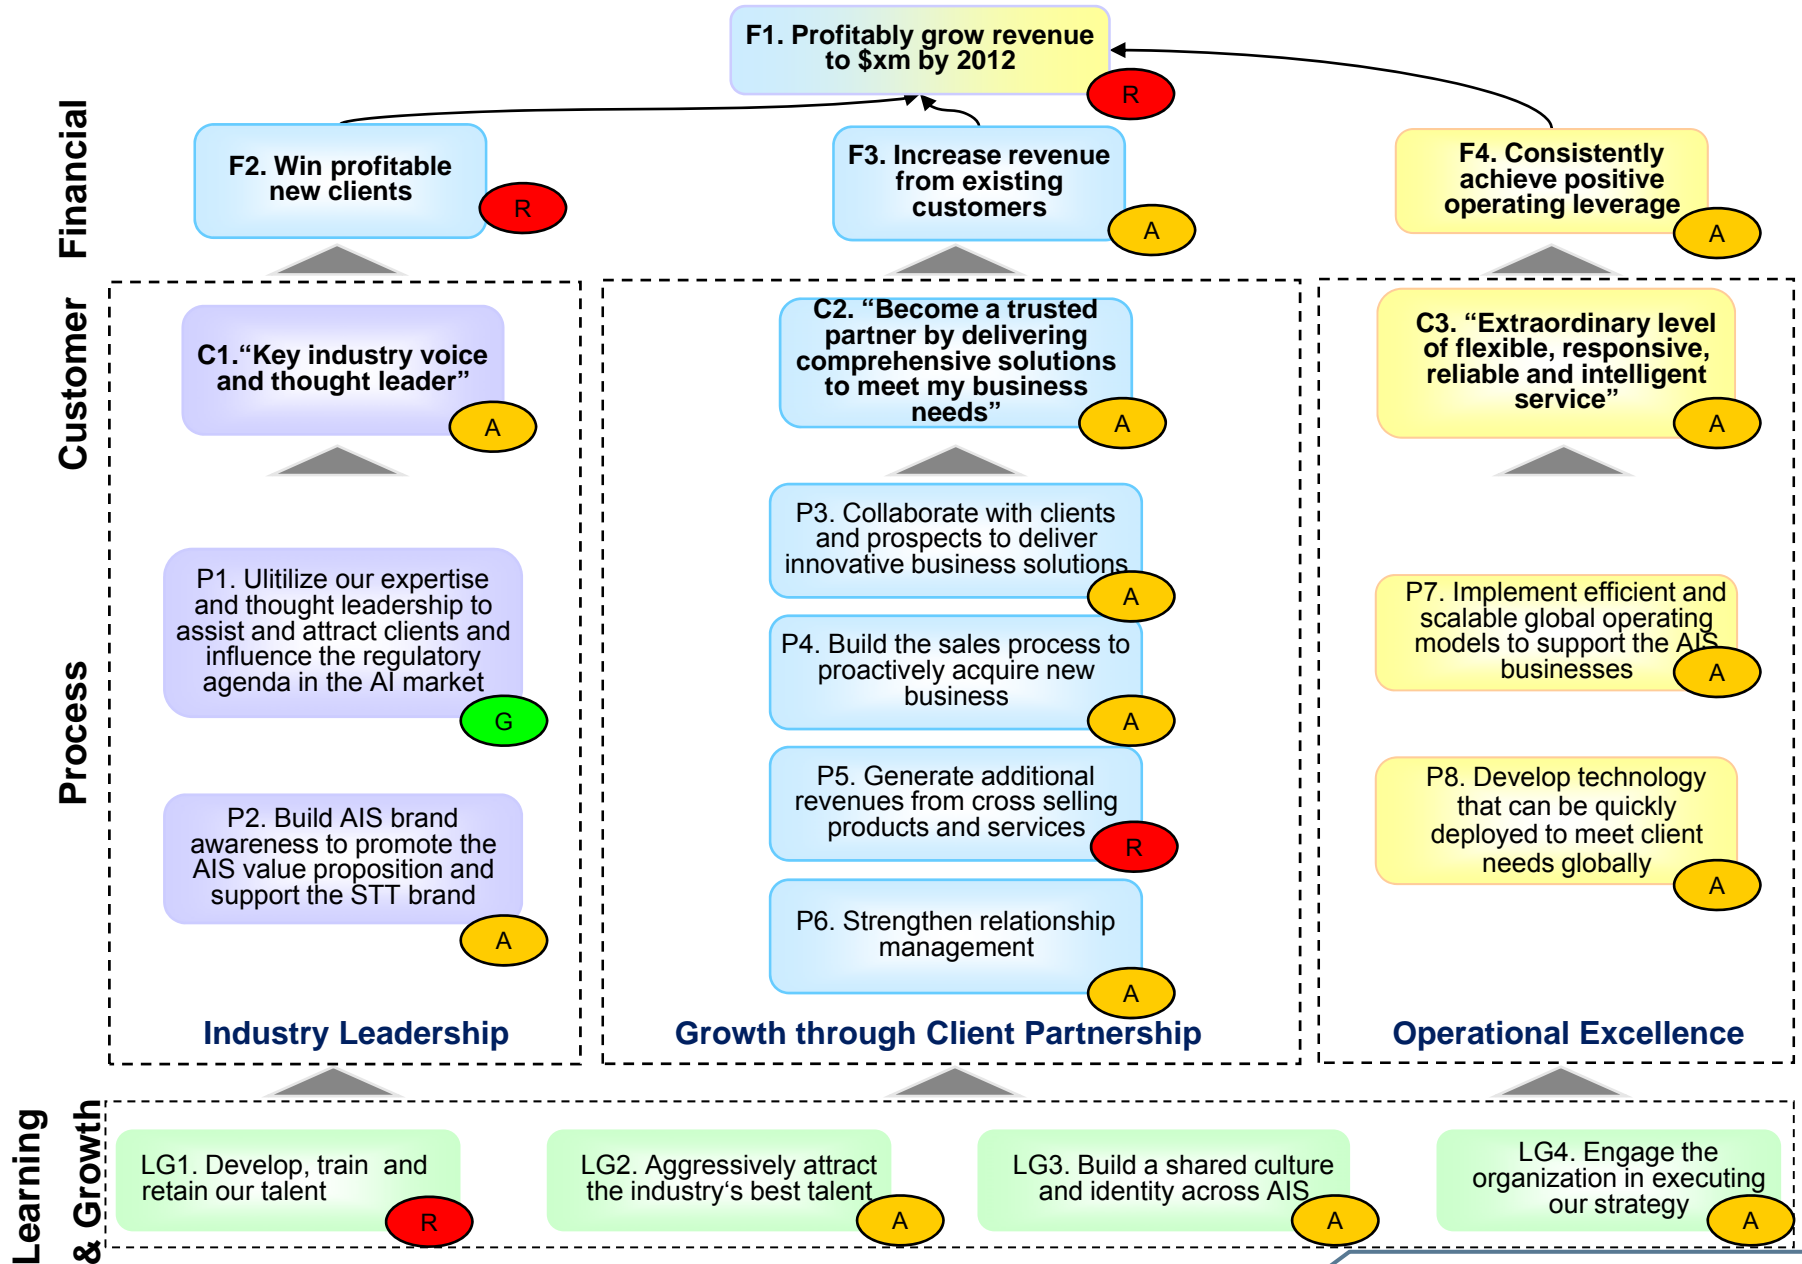 F1. Profitably grow revenue
to $xm by 2012
R
Financial
F2. Win profitable
new clients
R
F3. Increase revenue
from existing
customers
A
F4. Consistently
achieve positive
operating leverage
A
Customer
C1.“Key industry voice
and thought leader”
A
C2. “Become a trusted
partner by delivering
comprehensive solutions
to meet my business
needs”
A
C3. “Extraordinary level
of flexible, responsive,
reliable and intelligent
service”
A
Process
P1. Ulitilize our expertise
and thought leadership to
assist and attract clients and
influence the regulatory
agenda in the AI market
G
P2. Build AIS brand
awareness to promote the
AIS value proposition and
support the STT brand
A
Industry Leadership
P3. Collaborate with clients
and prospects to deliver
innovative business solutions
A
P4. Build the sales process to
proactively acquire new
business
A
P5. Generate additional
revenues from cross selling
products and services
R
P6. Strengthen relationship
management
A
Growth through Client Partnership
P7. Implement efficient and
scalable global operating
models to support the AIS
businesses
A
P8. Develop technology
that can be quickly
deployed to meet client
needs globally
A
Operational Excellence
Learning
& Growth
LG1. Develop, train and
retain our talent
R
LG2. Aggressively attract
the industry‘s best talent
A
LG3. Build a shared culture
and identity across AIS
A
LG4. Engage the
organization in executing
our strategy
A